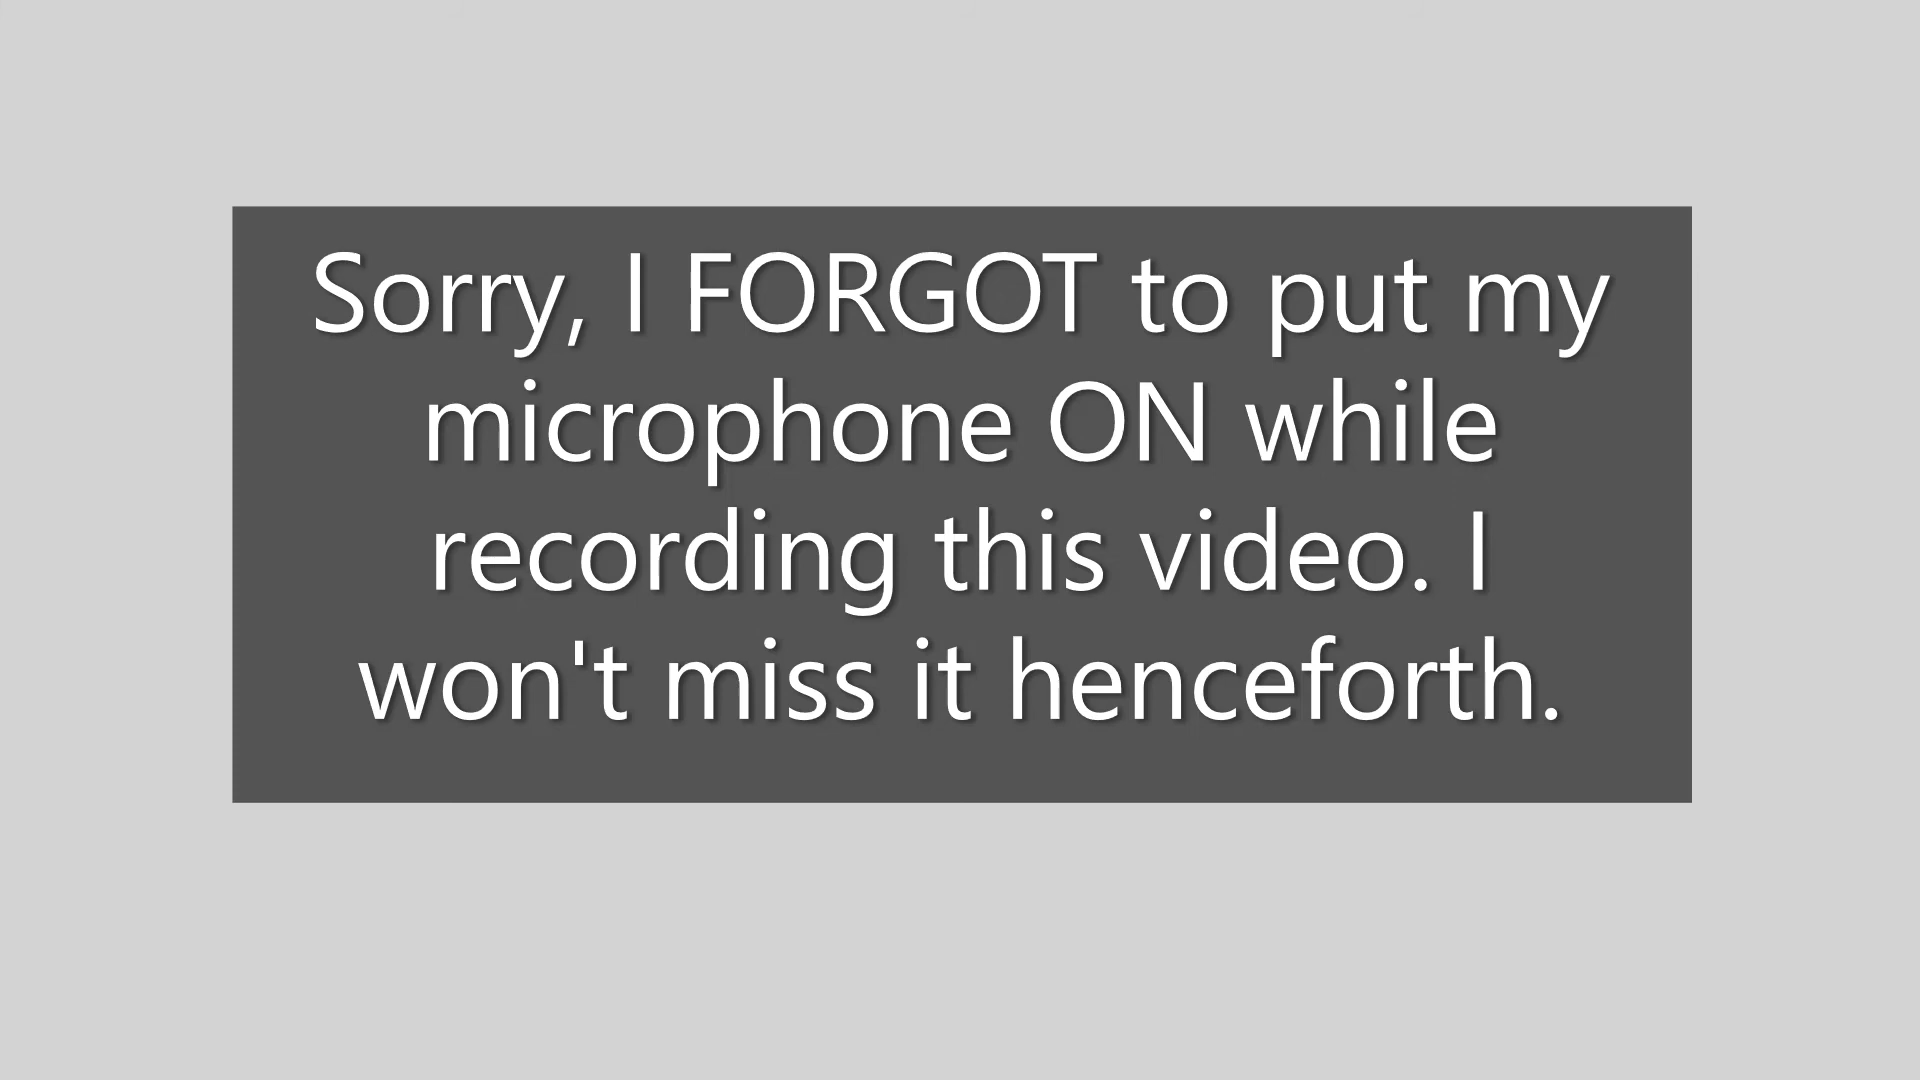 Sorry, I FORGOT to put my
microphone ON while
recording this video. I
won't miss it henceforth.